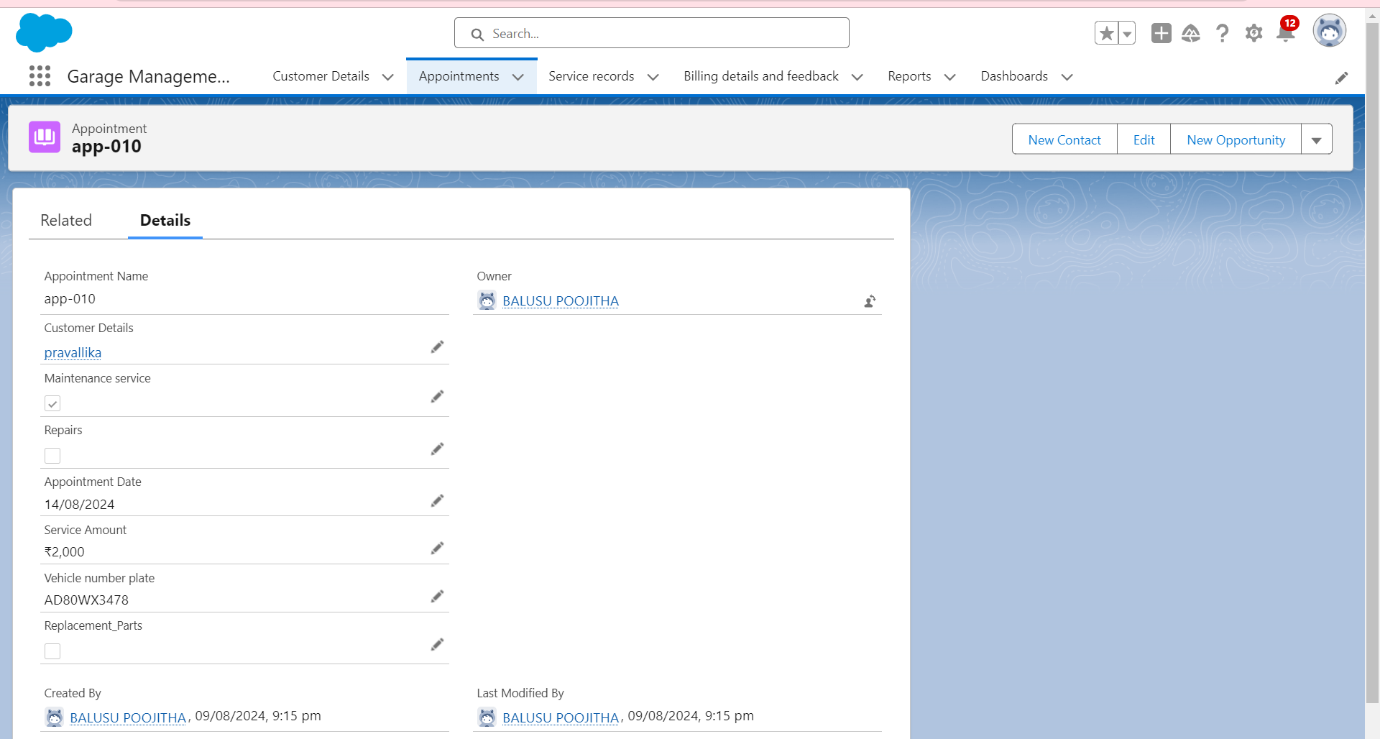 Search...
12
Garage Manageme...
Customer Details
Appointments
Service records
Billing details and feedback
Reports
Dashboards
Appointment
app-010
New Contact
Edit
New Opportunity
Related
Details
Appointment Name
app-010
Owner
BALUSU POOJITHA
Customer Details
pravallika
Maintenance service
Repairs
Appointment Date
14/08/2024
Service Amount
₹2,000
Vehicle number plate
AD80WX3478
Replacement_Parts
Created By
BALUSU POOJITHA, 09/08/2024, 9:15 pm
Last Modified By
BALUSU POOJITHA, 09/08/2024, 9:15 pm